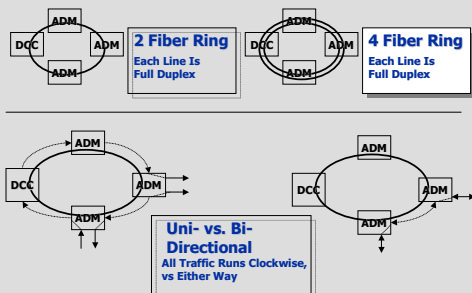 ADM
DCC
ADM
ADM
2 Fiber Ring
Each Line Is
Full Duplex
ADM
DCC
ADM
ADM
4 Fiber Ring
Each Line Is
Full Duplex
ADM
DCC
ADM
ADM
ADM
DCC
ADM
ADM
Uni- vs. Bi-
Directional
All Traffic Runs Clockwise,
vs Either Way